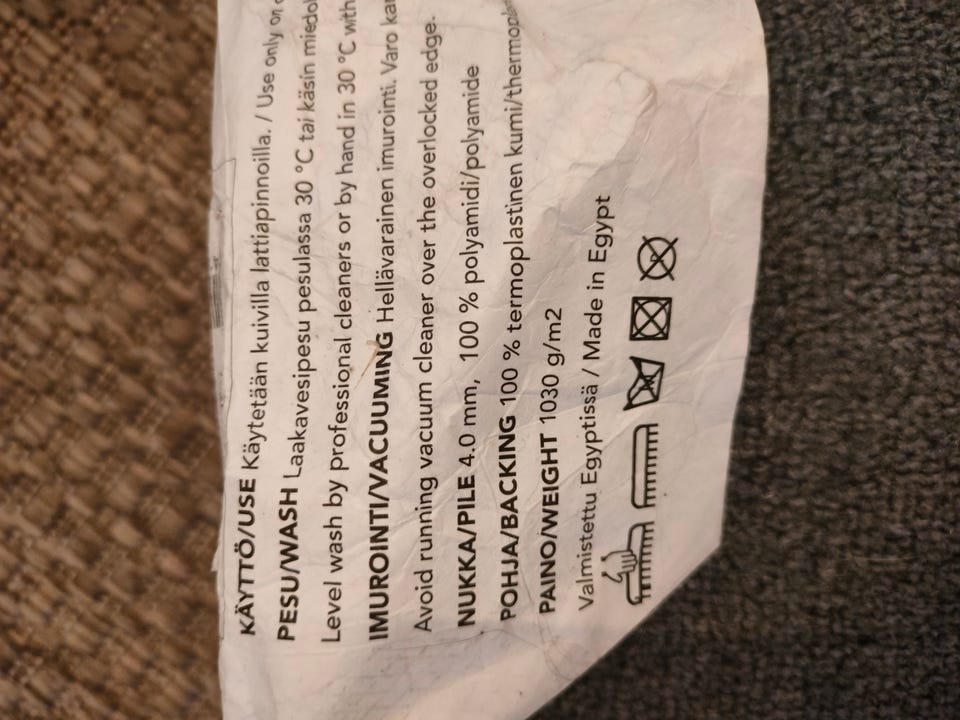 KÄYTTÖ/USE Käytetään kuivilla lattiapinnoilla. / Use only on
PESU/WASH Laakavesipesu pesulassa 30 °C tai käsin
Level wash by professional cleaners or by hand in 30 °C with
IMUROINTI/VACUUMING Hellävarainen imurointi. Varo
Avoid running vacuum cleaner over the overlocked edge.
NUKKA/PILE 4.0 mm, 100 % polyamidi/polyamide
POHJA/BACKING 100 % termoplastinen kumi/
PAINO/WEIGHT 1030 g/m2
Valmistettu Egyptissä / Made in Egypt